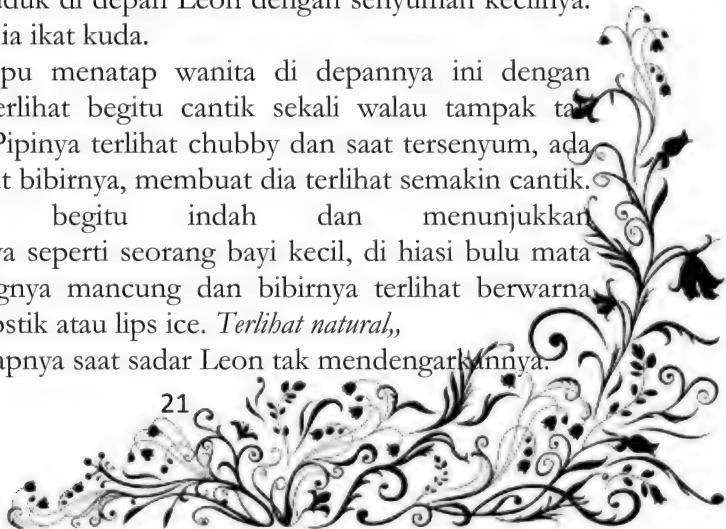 duk di depan Leon dengan senyuman kecilnya.
ia ikat kuda.
pu menatap wanita di depannya ini dengan
erlihat begitu cantik sekali walau tampak ta
Pipinya terlihat chubby dan saat tersenyum, ada
t bibirnya, membuat dia terlihat semakin cantik.
begitu indah dan menunjukkan
a seperti seorang bayi kecil, di hiasi bulu mata
gnya mancung dan bibirnya terlihat berwarna
ostik atau lips ice. Terlihat natural,,
apnya saat sadar Leon tak mendengarkannya.
21